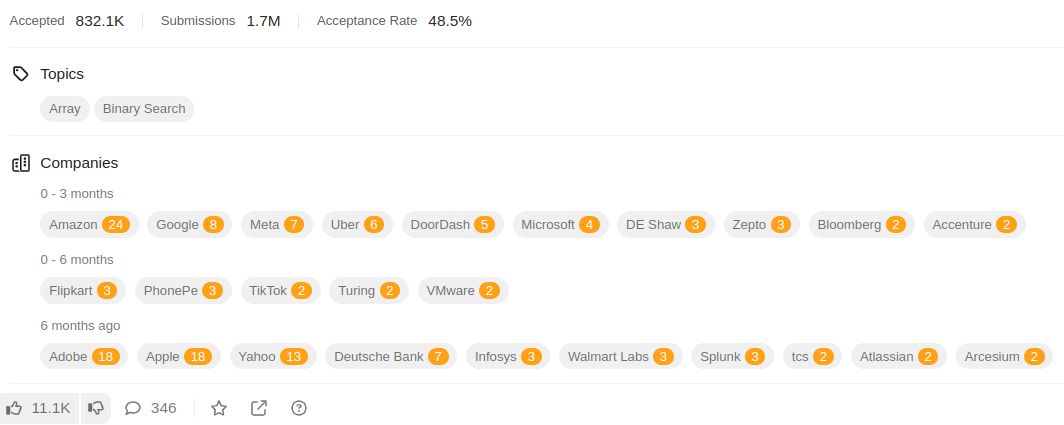 Accepted 832.1K Submissions 1.7M Acceptance Rate 48.5%
Topics
Array Binary Search
Companies
0 - 3 months
Amazon 24 Google 8 Meta 7 Uber 6 DoorDash 5 Microsoft 4 DE Shaw 3 Zepto 3 Bloomberg 2 Accenture 2
0 - 6 months
Flipkart 3 PhonePe 3 TikTok 2 Turing 2 VMware 2
6 months ago
Adobe 18 Apple 18 Yahoo 13 Deutsche Bank 7 Infosys 3 Walmart Labs 3 Splunk 3 tcs 2 Atlassian 2 Arcesium 2
11.1K 346